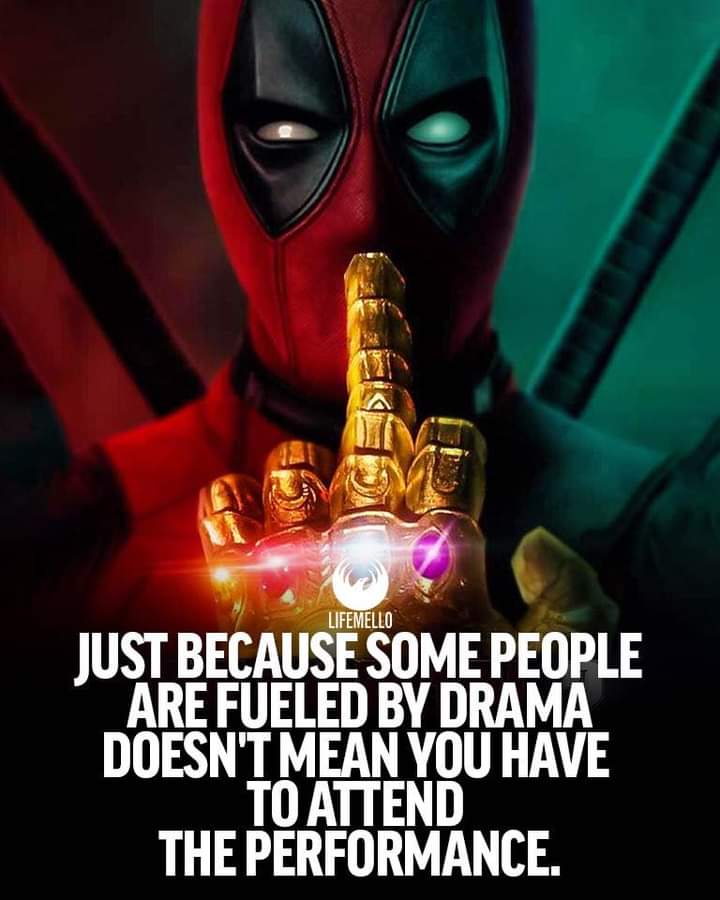 LIFEMELLO
JUST BECAUSE SOME PEOPLE
ARE FUELED BY DRAMA
DOESN'T MEAN YOU HAVE
TO ATTEND
THE PERFORMANCE.